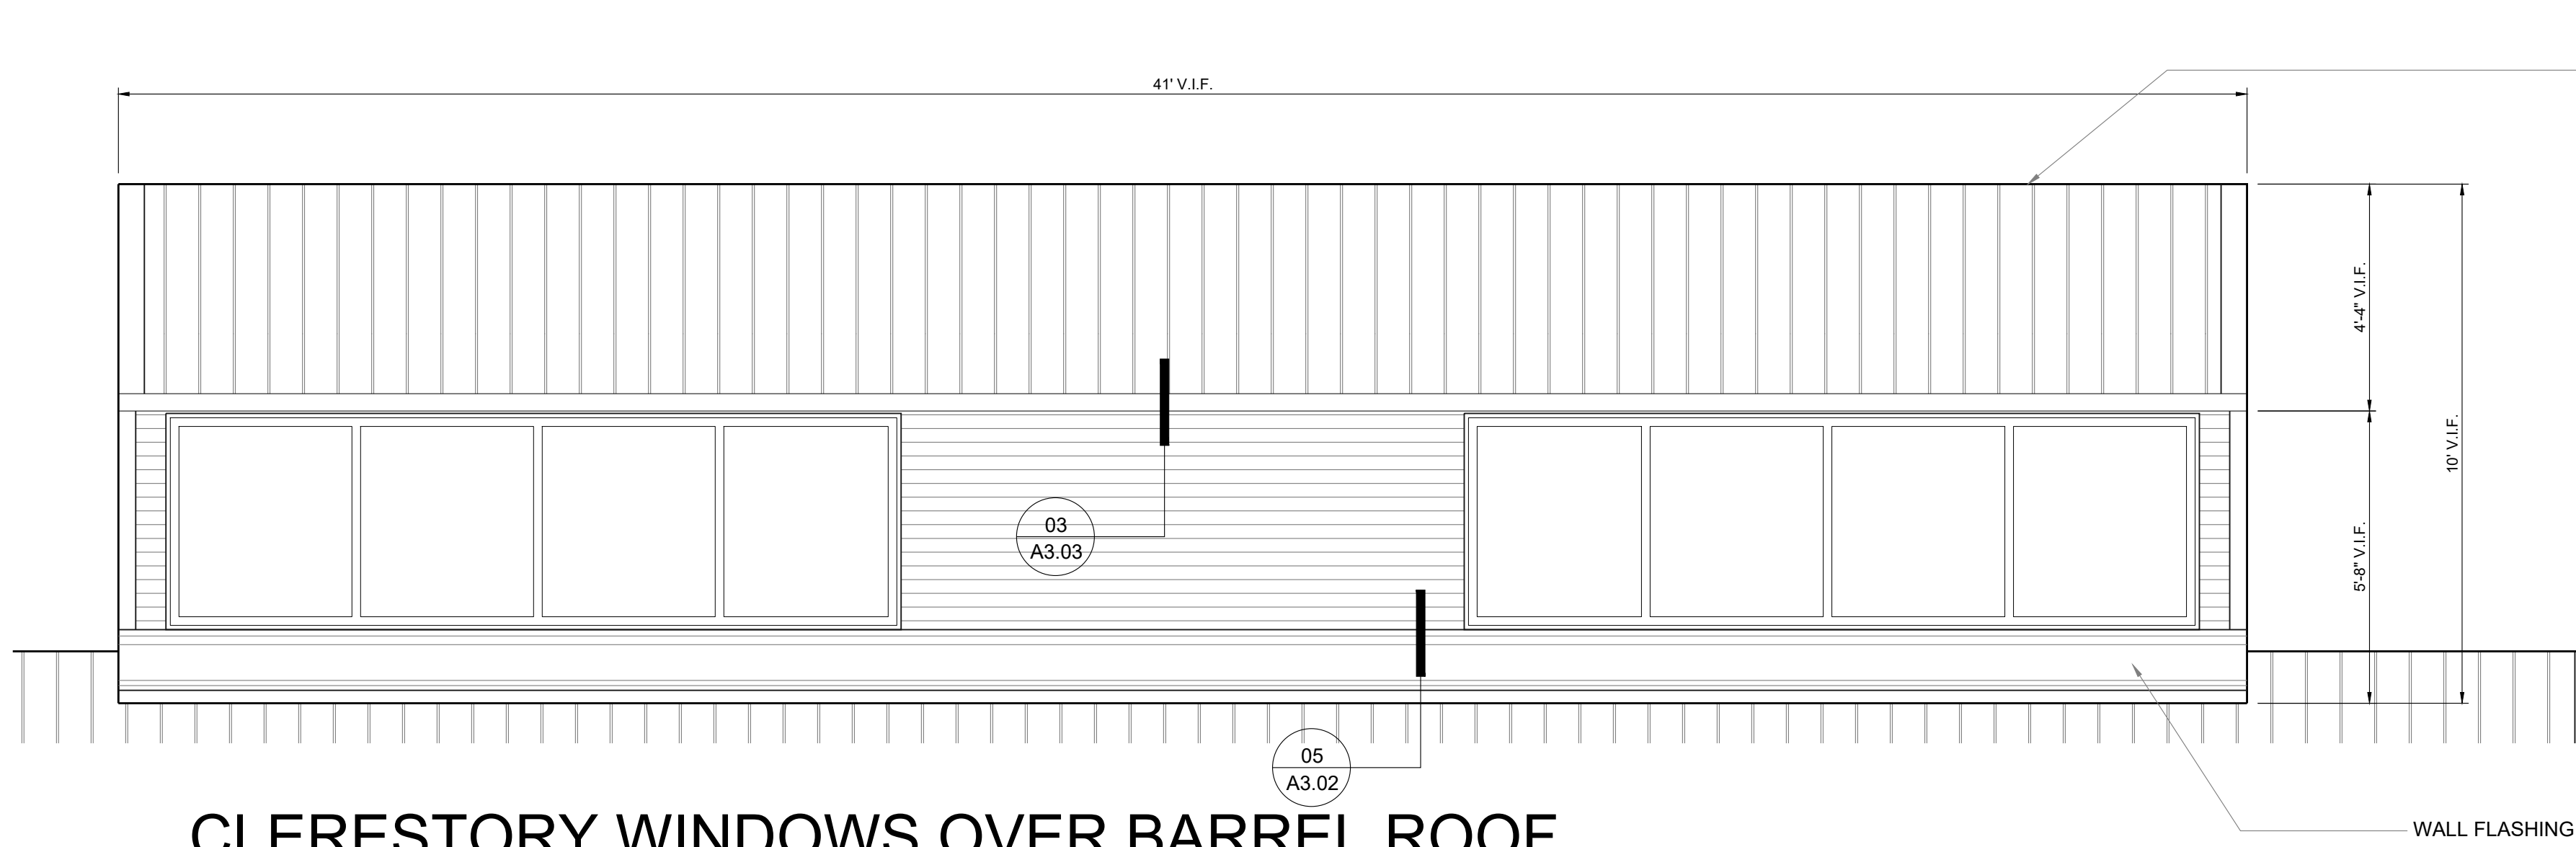 41' V.I.F.
4'-4" V.I.F.
10' V.I.F.
5'-8" V.I.F.
03
A3.03
05
A3.02
CLERESTORY WINDOWS OVER BARREL ROOF
WALL FLASHING